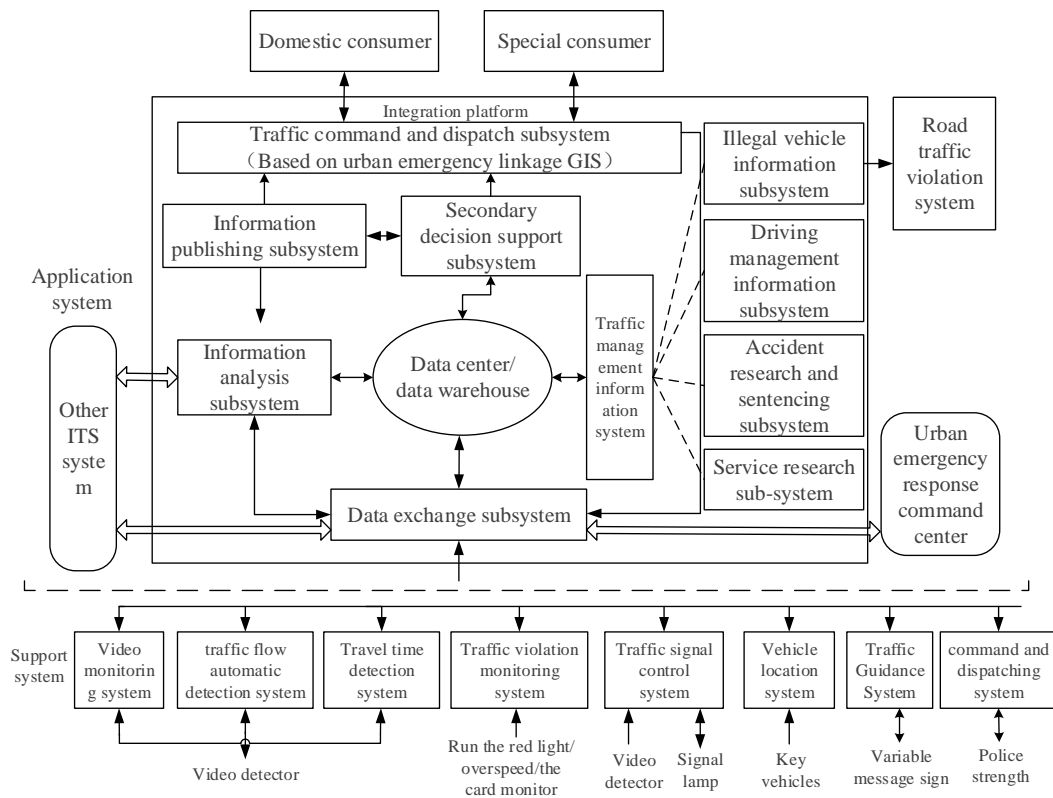 Domestic consumer
Special consumer
Integration platform
Traffic command and dispatch subsystem
（Based on urban emergency linkage GIS）
Illegal vehicle
information
subsystem
Road
traffic
violation
system
Information
publishing subsystem
Secondary
decision support
subsystem
Driving
management
information
subsystem
Application
system
Traffic
manag
ement
inform
ation
system
Information
analysis
subsystem
Data center/
data warehouse
Accident
research and
sentencing
subsystem
Other
ITS
syste
m
Urban
emergency
response
command
center
Service research
sub-system
Data exchange subsystem
Support
system
Video
monitorin
g system
traffic flow
automatic
detection system
Travel time
detection
system
Traffic violation
monitoring
system
Traffic signal
control
system
Vehicle
location
system
Traffic
Guidance
System
command and
dispatching
system
Video detector
Run the red light/
overspeed/the
card monitor
Video
detector
Signal
lamp
Key
vehicles
Variable
message sign
Police
strength